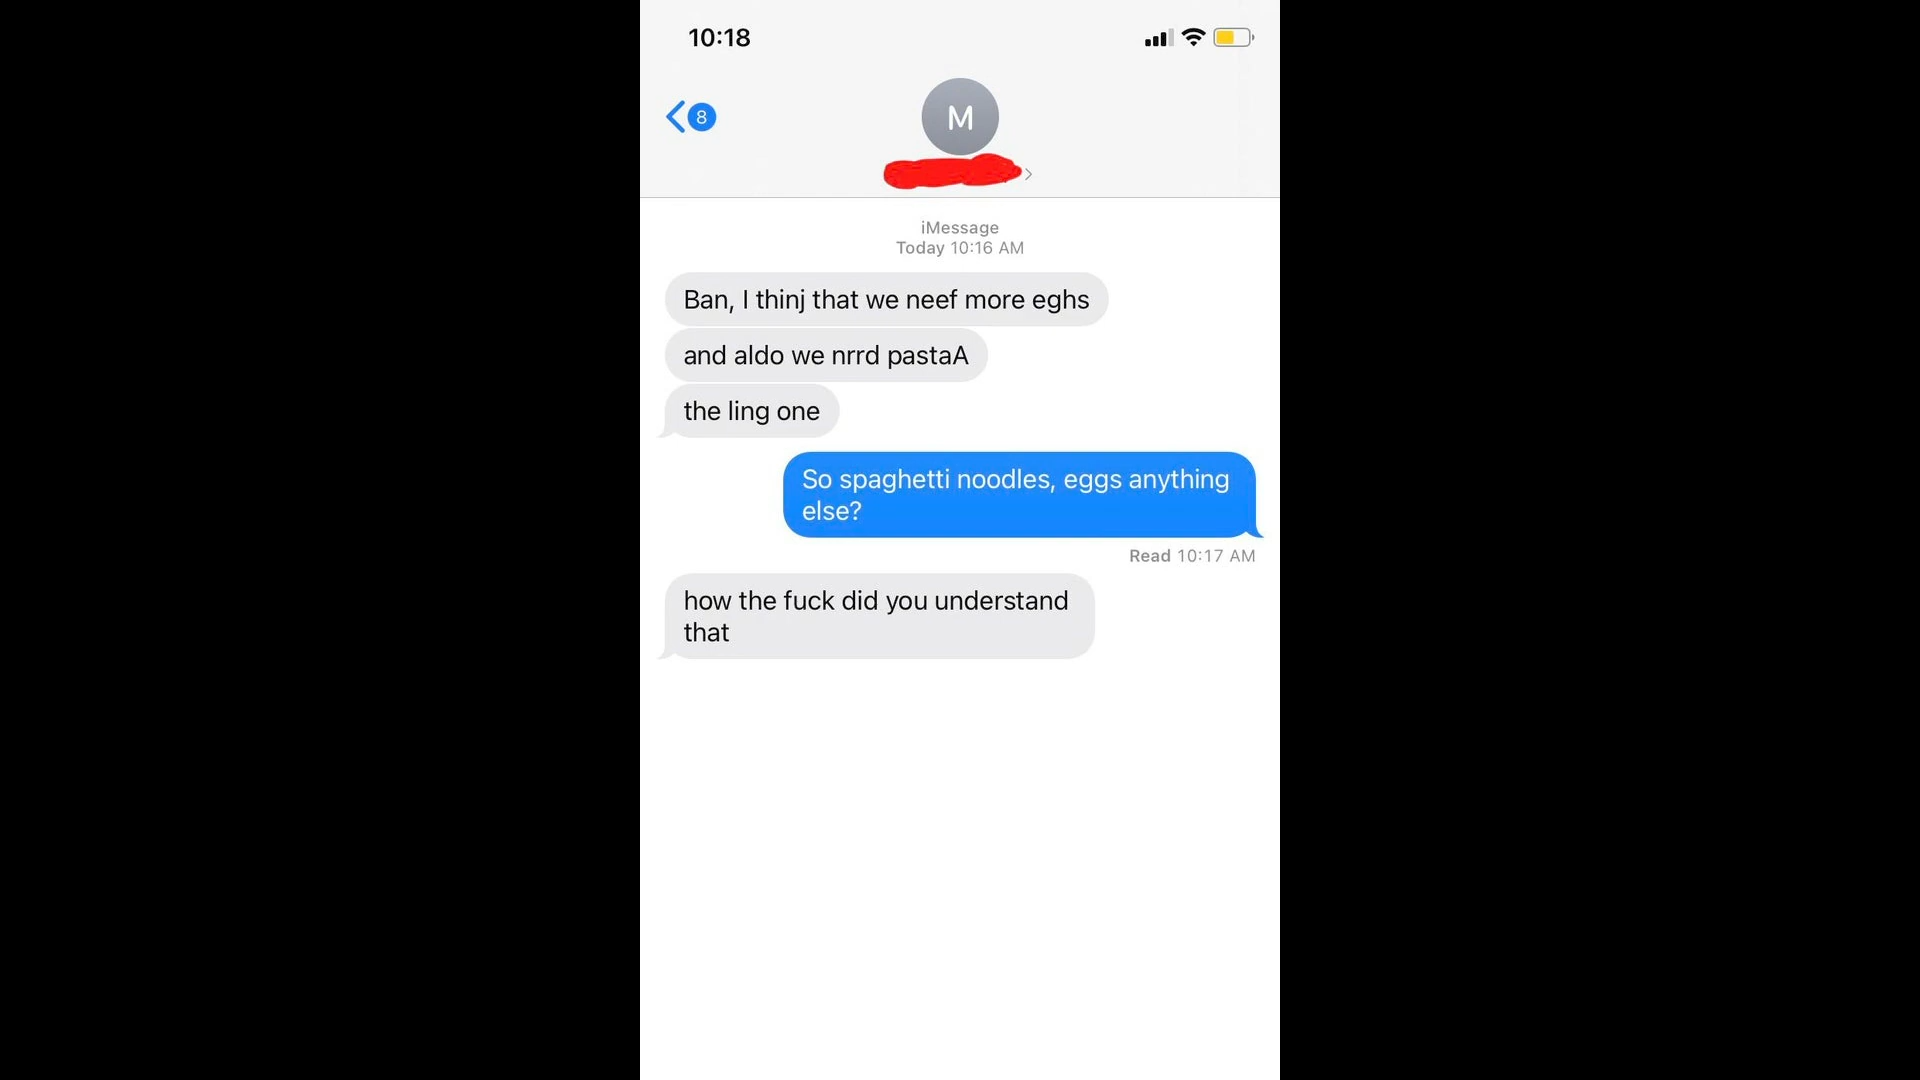 10:18
8
M
iMessage
Today 10:16 AM
Ban, I thinj that we neef more eghs
and aldo we nrrd pastaA
the ling one
So spaghetti noodles, eggs anything
else?
Read 10:17 AM
how the fuck did you understand
that